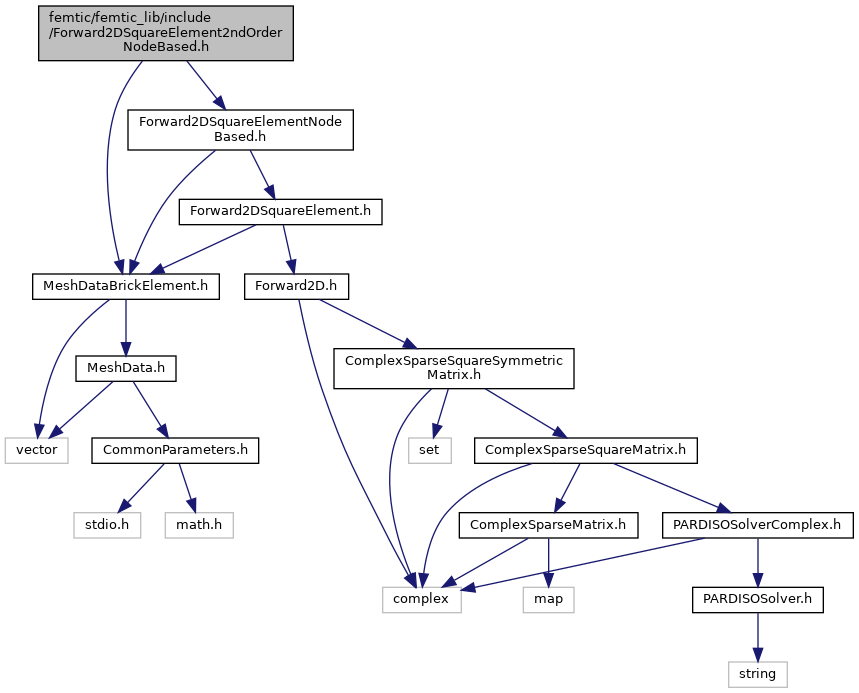 femtic/femtic_lib/include
/Forward2DSquareElement2ndOrder
NodeBased.h
Forward2DSquareElementNode
Based.h
Forward2DSquareElement.h
MeshDataBrickElement.h
Forward2D.h
MeshData.h
ComplexSparseSquareSymmetric
Matrix.h
vector
CommonParameters.h
set
ComplexSparseSquareMatrix.h
stdio.h
math.h
ComplexSparseMatrix.h
PARDISOSolverComplex.h
complex
map
PARDISOSolver.h
string